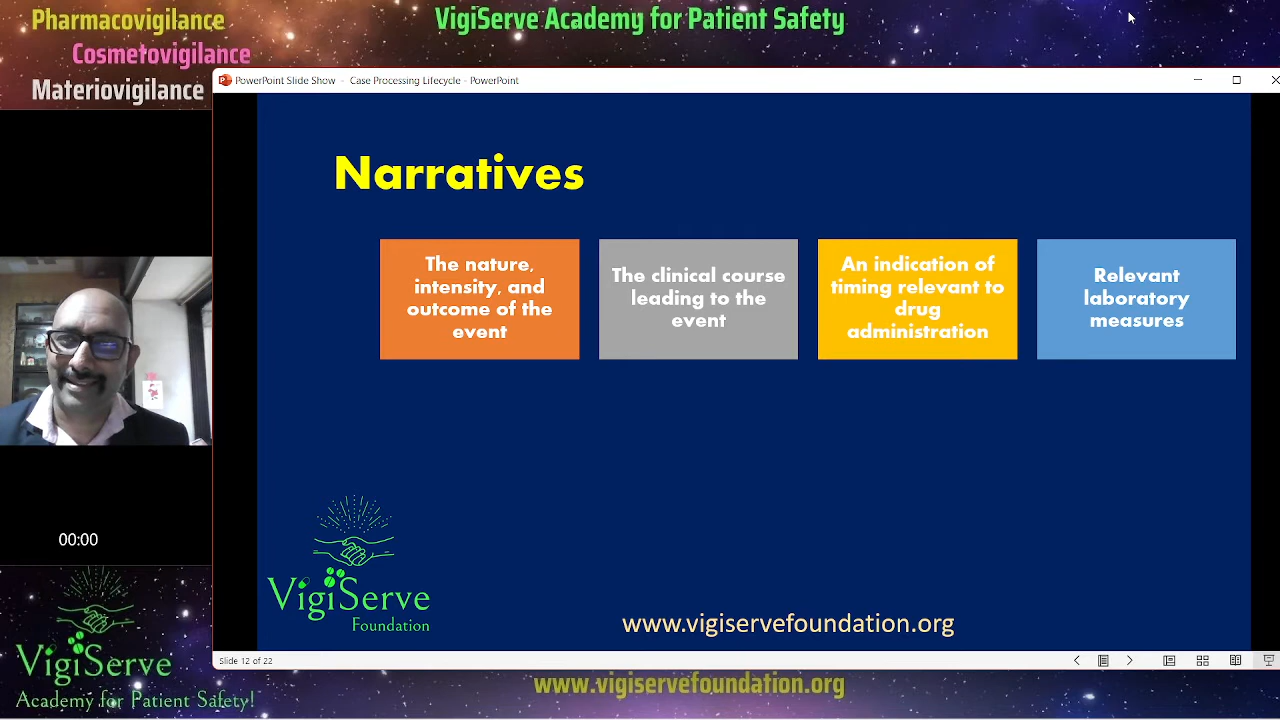 Pharmacovigilance
Cosmetovigilance
Materiovigilance
VigiServe Academy for Patient Safety
PowerPoint Slide Show - Case Processing Lifecycle - PowerPoint
Narratives
The nature,
intensity, and
outcome of the
event
The clinical course
leading to the
event
An indication of
timing relevant to
drug
administration
Relevant
laboratory
measures
00:00
VigiServe
Foundation
www.vigiservefoundation.org
Slide 12 of 22
VigiServe
Academy for Patient Safety!
www.vigiservefoundation.org